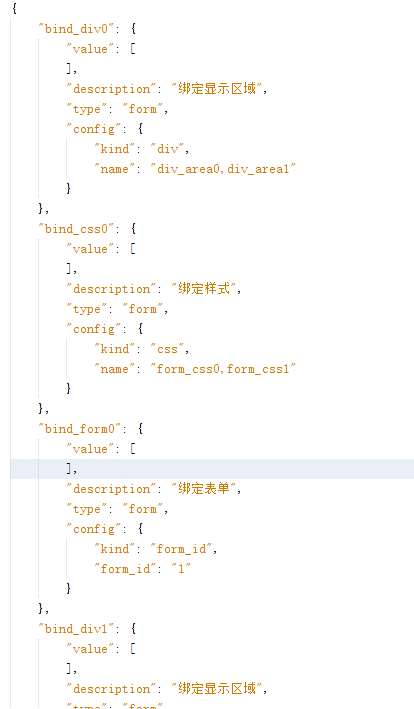 {
"bind_div0": {
"value": [
],
"description": "绑定显示区域",
"type": "form",
"config": {
"kind": "div",
"name": "div_area0,div_area1"
}
},
"bind_css0": {
"value": [
],
"description": "绑定样式",
"type": "form",
"config": {
"kind": "css",
"name": "form_css0,form_css1"
}
},
"bind_form0": {
"value": [
],
"description": "绑定表单",
"type": "form",
"config": {
"kind": "form_id",
"form_id": "1"
}
},
"bind_div1": {
"value": [
],
"description": "绑定显示区域",
"type": "form